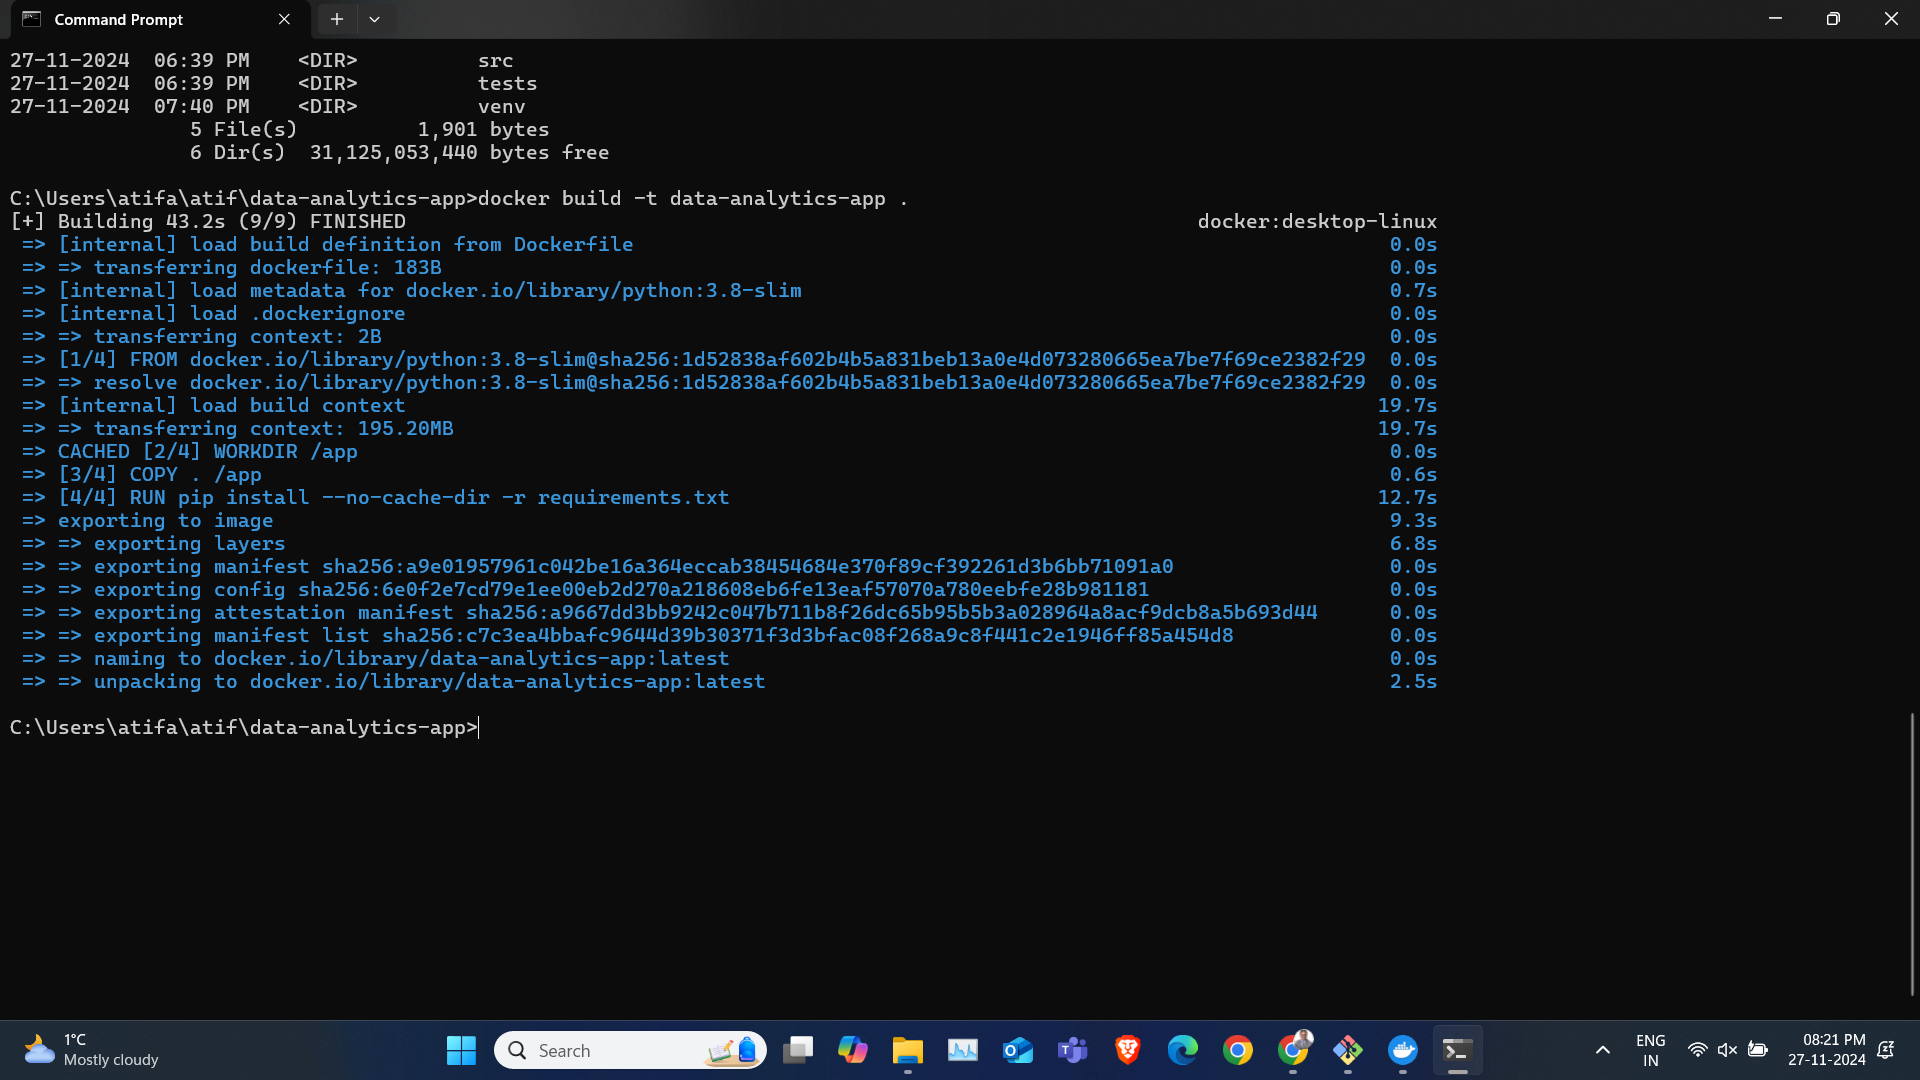 Command Prompt
27-11-2024  06:39 PM    <DIR>          src
27-11-2024  06:39 PM    <DIR>          tests
27-11-2024  07:40 PM    <DIR>          venv
               5 File(s)          1,901 bytes
               6 Dir(s)  31,125,053,440 bytes free
C:\Users\atifa\atif\data-analytics-app>docker build -t data-analytics-app .
[+] Building 43.2s (9/9) FINISHED docker:desktop-linux
=> [internal] load build definition from Dockerfile 0.0s
=> => transferring dockerfile: 183B 0.0s
=> [internal] load metadata for docker.io/library/python:3.8-slim 0.7s
=> [internal] load .dockerignore 0.0s
=> => transferring context: 2B 0.0s
=> [1/4] FROM docker.io/library/python:3.8-slim@sha256:1d52838af602b4b5a831beb13a0e4d073280665ea7be7f69ce2382f29 0.0s
=> => resolve docker.io/library/python:3.8-slim@sha256:1d52838af602b4b5a831beb13a0e4d073280665ea7be7f69ce2382f29 0.0s
=> [internal] load build context 19.7s
=> => transferring context: 195.20MB 19.7s
=> CACHED [2/4] WORKDIR /app 0.0s
=> [3/4] COPY . /app 0.6s
=> [4/4] RUN pip install --no-cache-dir -r requirements.txt 12.7s
=> exporting to image 9.3s
=> => exporting layers 6.8s
=> => exporting manifest sha256:a9e01957961c042be16a364eccab38454684e370f89cf392261d3b6bb71091a0 0.0s
=> => exporting config sha256:6e0f2e7cd79e1ee00eb2d270a218608eb6fe13eaf57070a780eebfe28b981181 0.0s
=> => exporting attestation manifest sha256:a9667dd3bb9242c047b711b8f26dc65b95b5b3a028964a8acf9dcb8a5b693d44 0.0s
=> => exporting manifest list sha256:c7c3ea4bbafc9644d39b30371f3d3bfac08f268a9c8f441c2e1946ff85a454d8 0.0s
=> => naming to docker.io/library/data-analytics-app:latest 0.0s
=> => unpacking to docker.io/library/data-analytics-app:latest 2.5s
C:\Users\atifa\atif\data-analytics-app>
1°C
Mostly cloudy
Search
ENG
IN
08:21 PM
27-11-2024